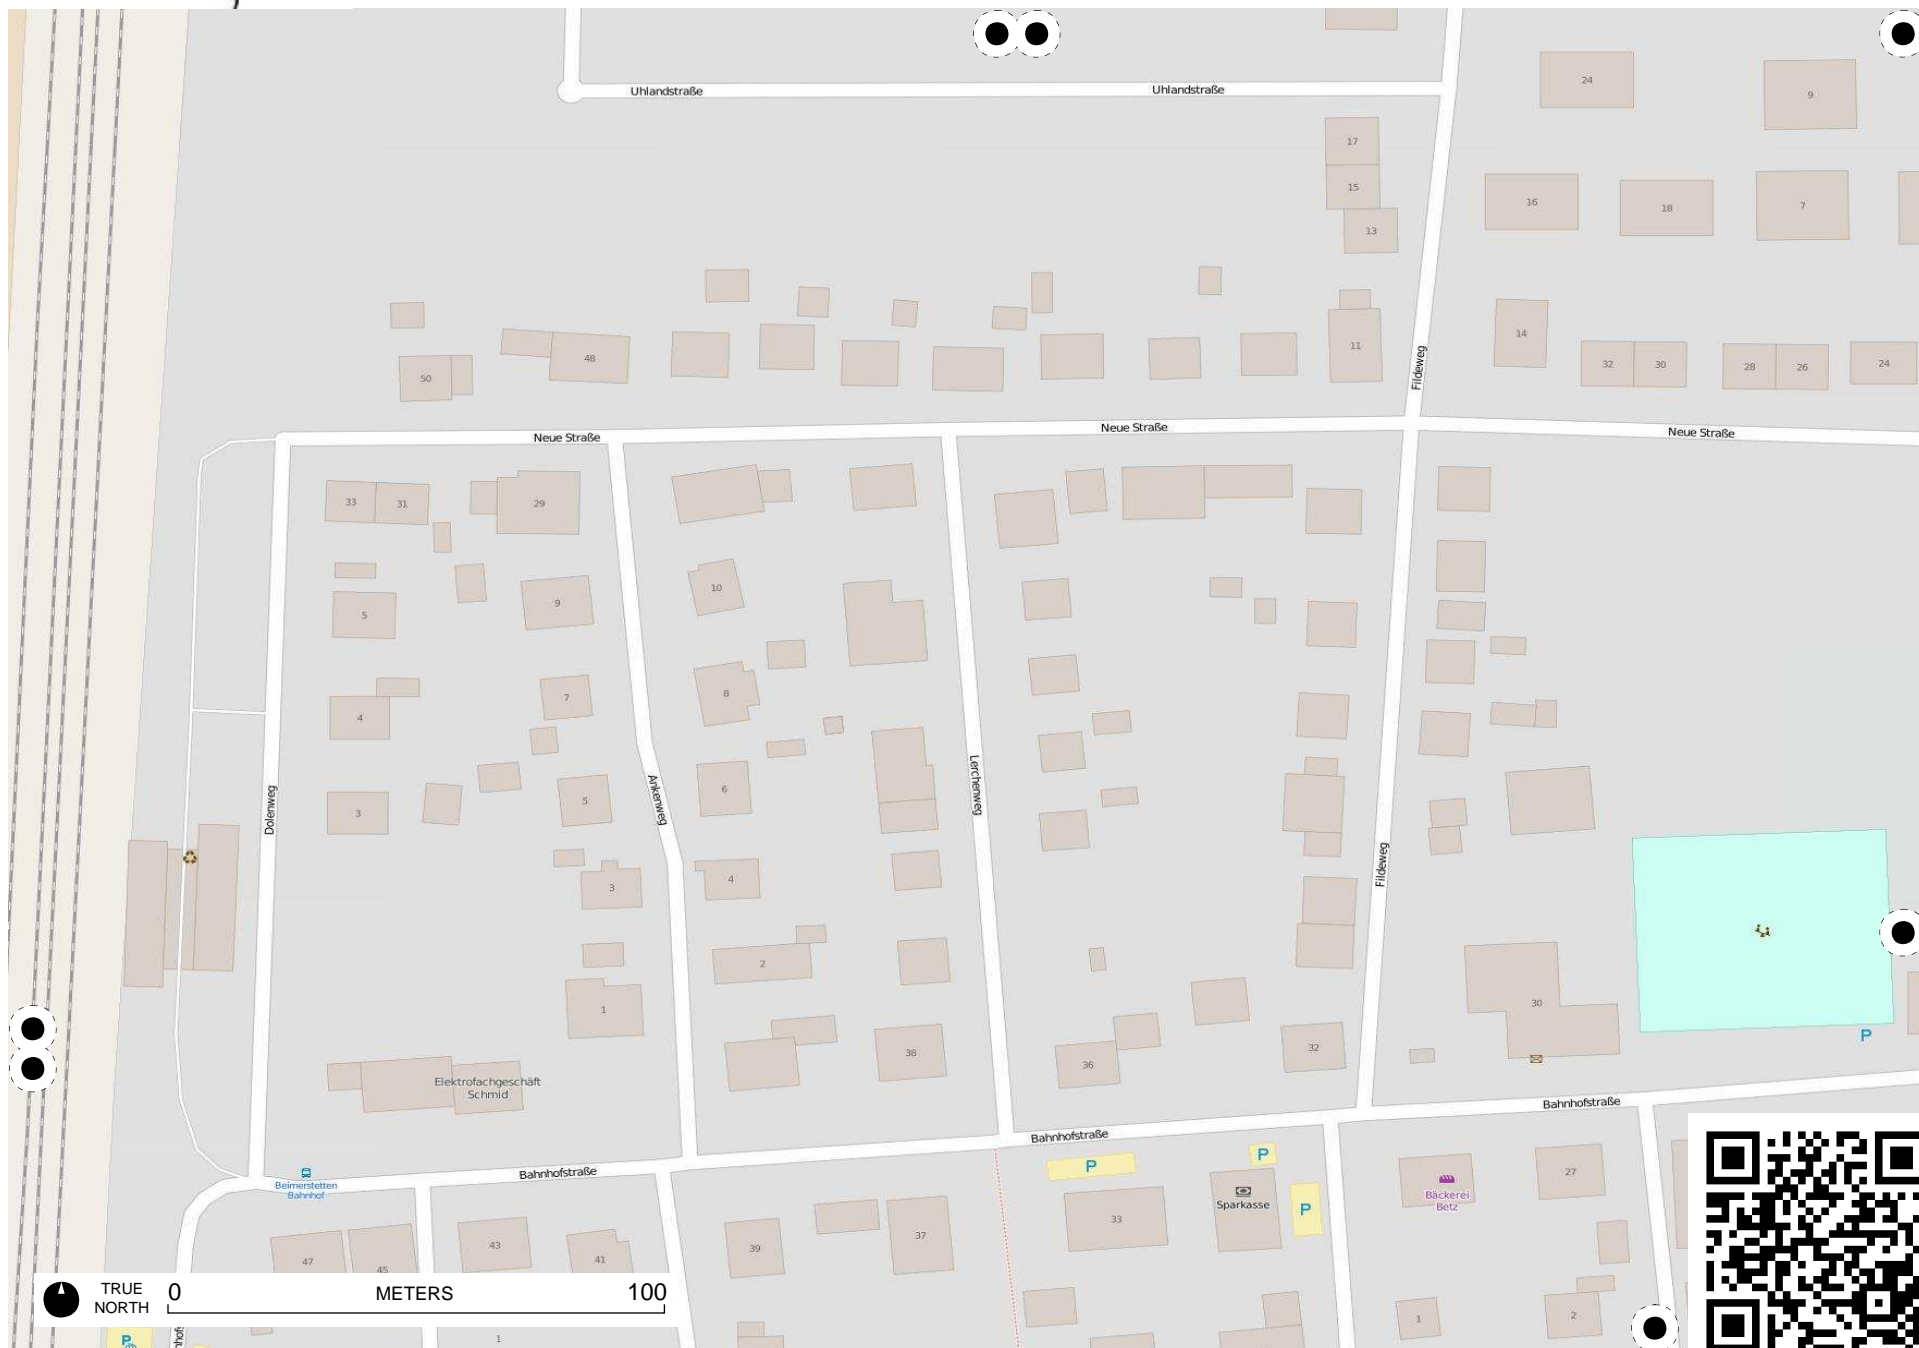 Uhlandstraße Uhlandstraße
24
9
17
15
13
16
18
7
11
14
32
30
28
26
24
48
50
Fildeweg
Neue Straße Neue Straße Neue Straße
33
31
29
5
9
10
4
7
8
3
5
6
Dolenweg
Ankenweg
Lerchenweg
Fildeweg
3
4
1
2
30
P
Elektrofachgeschäft
Schmid
38
36
32
Bahnhofstraße
Bahnhofstraße
Bahnhofstraße
Beimerstetten
Bahnhof
P
P
P
Sparkasse
Bäckerei
Betz
27
47
45
43
41
39
37
33
TRUE
NORTH
0 METERS 100
1
1
2
P